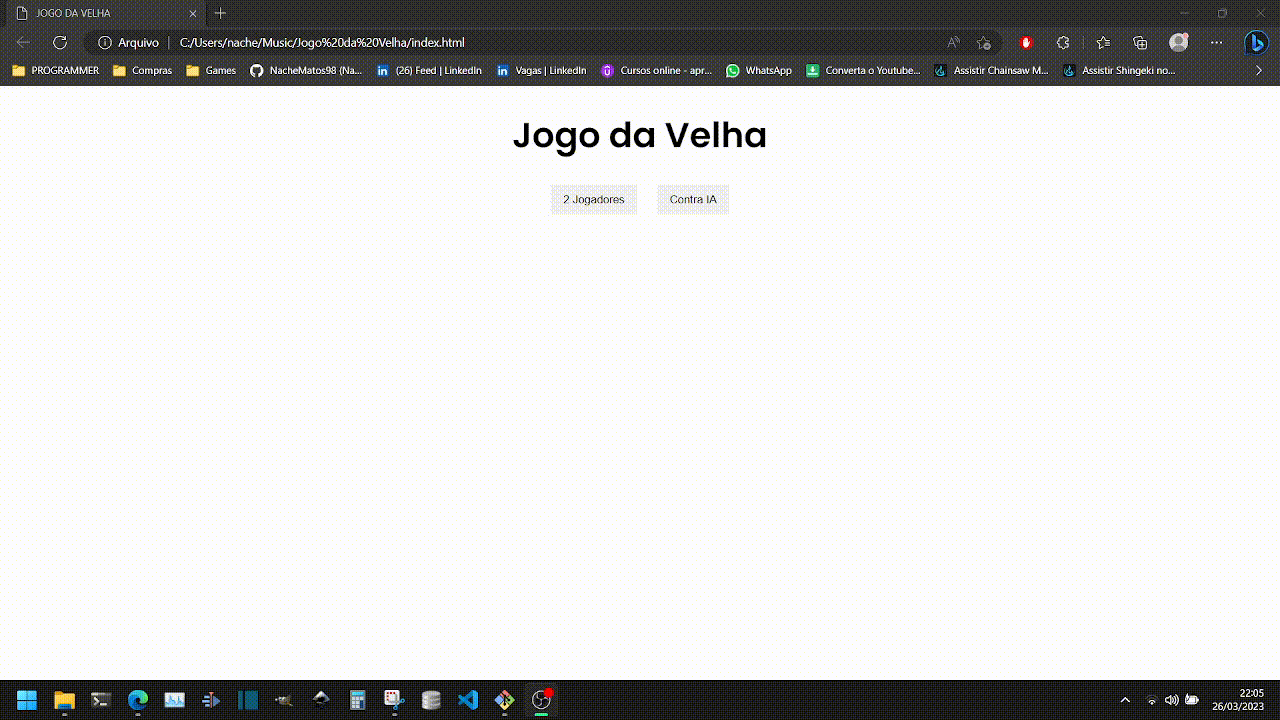 JOGO DA VELHA
Arquivo | C:/Users/nache/Music/Jogo%20da%20Velha/index.html
PROGRAMMER Compras Games NacheMatos98 (Na... (26) Feed | LinkedIn Vagas | LinkedIn Cursos online - apr... WhatsApp Converta o Youtube... Assistir Chainsaw M... Assistir Shingeki no...
Jogo da Velha
2 Jogadores Contra IA
22:05
26/03/2023